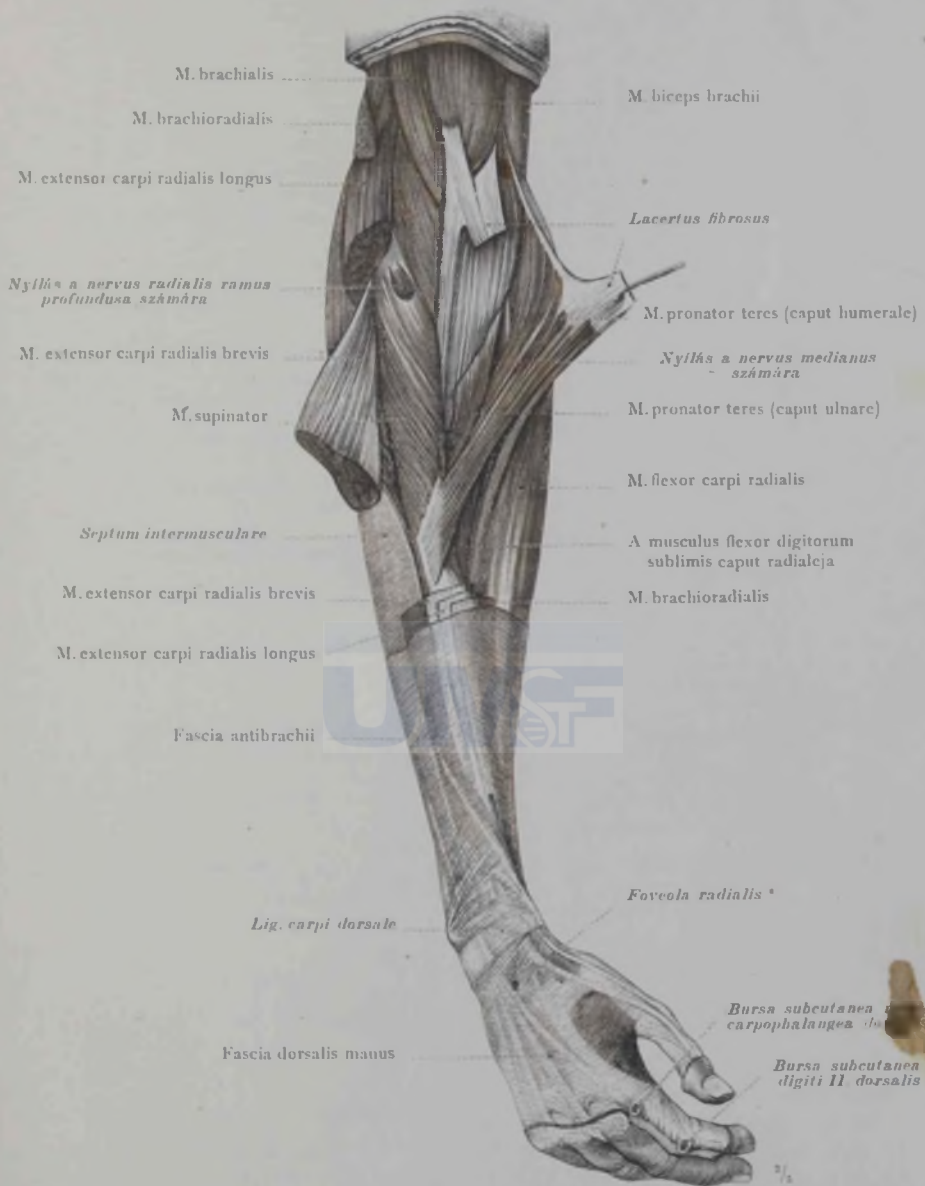 M. brachialis
M. brachioradialis
M. extensor carpi radialis longus
Nyílás a nervus radialis ramus
profundusa számára
M. extensor carpi radialis brevis
M. supinator
Septum intermusculare
M. extensor carpi radialis brevis
M. extensor carpi radialis longus
Fascia antibrachii
Lig. carpi dorsale
Fascia dorsalis manus
M. biceps brachii
Lacertus fibrosus
M. pronator teres (caput humerale)
Nyílás a nervus medianus
számára
M. pronator teres (caput ulnare)
M. flexor carpi radialis
A musculus flexor digitorum
sublimis caput radialeja
M. brachioradialis
Foveola radialis
Bursa subcutanea
carpophalangea
Bursa subcutanea
digiti II dorsalis